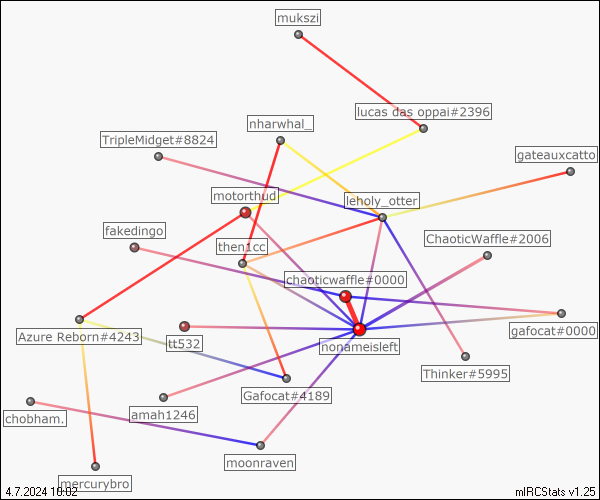 mukszi
lucas das oppai#2396
nharwhal_
TripleMidget#8824
gateauxcatto
motorthud
leholy_otter
fakedingo
ChaoticWaffle#2006
then1cc
chaoticwaffle#0000
Azure Reborn#4243
tt532
nonameisleft
gafocat#0000
Thinker#5995
Gafocat#4189
chobham.
amah1246
moonraven
mercurybro
4.7.2024 10:02
mIRCStats v1.25